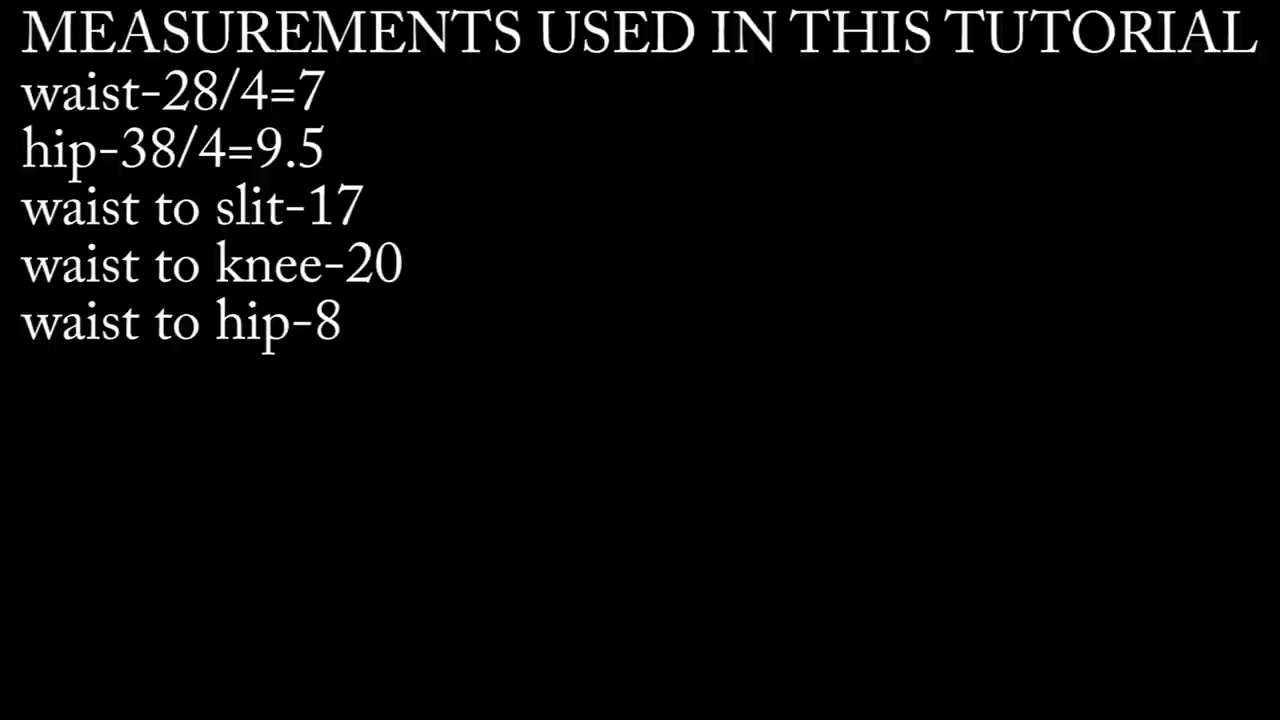 MEASUREMENTS USED IN THIS TUTORIAL
waist-28/4=7
hip-38/4=9.5
waist to slit-17
waist to knee-20
waist to hip-8